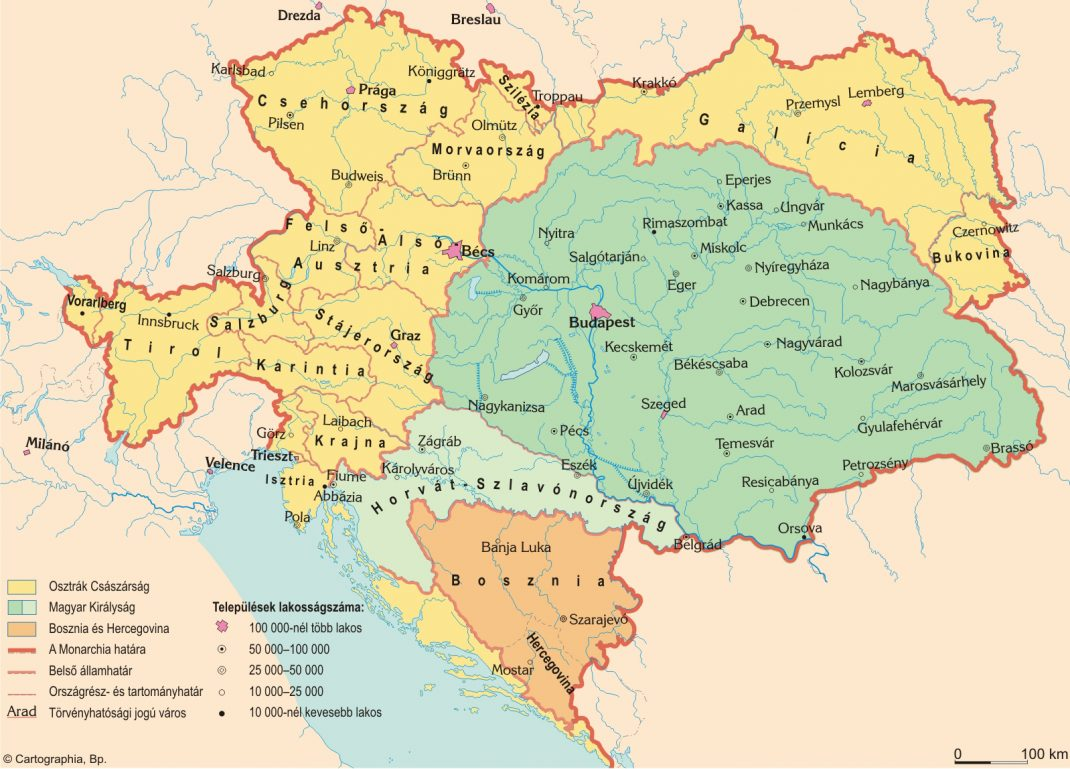 Drezda
Breslau
Karlsbad
Königgrätz
Szilézia
Troppau
Krakkó
Prága
Csehország
Pilsen
Przemysl
Lemberg
Galícia
Olmütz
Morvaország
Brünn
Budweis
Eperjes
Kassa
Ungvár
Rimaszombat
Munkács
Czernowitz
Bukovina
Felső-
Alsó-
Linz
Ausztria
Bécs
Nyitra
Salgótarján
Miskolc
Nyíregyháza
Salzburg
Komárom
Eger
Nagybánya
Debrecen
Győr
Budapest
Vorarlberg
Innsbruck
Salzburg
Stájerország
Graz
Tirol
Karintia
Kecskemét
Nagyvárad
Békéscsaba
Kolozsvár
Marosvásárhely
Nagykanizsa
Szeged
Arad
Gyulafehérvár
Laibach
Görz
Krajna
Zágráb
Pécs
Temesvár
Brassó
Milánó
Velence
Trieszt
Isztria
Fiume
Abbázia
Károlyváros
Eszék
Petrozsény
Resicabánya
Újvidék
Horvát-Szlavónország
Pola
Orsova
Belgrád
Banja Luka
Bosznia
Szarajevó
Hercegovina
Mostar
Osztrák Császárság
Magyar Királyság
Bosznia és Hercegovina
A Monarchia határa
Belső államhatár
Országrész- és tartományhatár
Arad Törvényhatósági jogú város
Települések lakosságszáma:
100 000-nél több lakos
50 000–100 000
25 000–50 000
10 000–25 000
10 000-nél kevesebb lakos
© Cartographia, Bp.
0 100 km